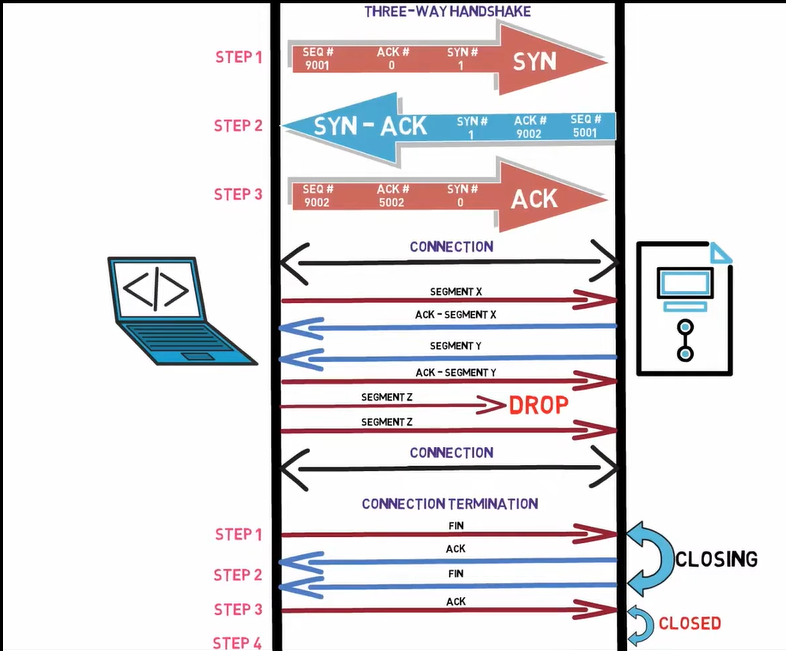 THREE-WAY HANDSHAKE
STEP 1
SEQ # ACK # SYN #
9001 0 1
SYN
STEP 2
SYN - ACK
SYN # ACK # SEQ #
1 9002 5001
STEP 3
SEQ # ACK # SYN #
9002 5002 0
ACK
CONNECTION
</>
SEGMENT X
ACK - SEGMENT X
SEGMENT Y
ACK - SEGMENT Y
SEGMENT Z
DROP
SEGMENT Z
CONNECTION
CONNECTION TERMINATION
STEP 1
FIN
ACK
CLOSING
STEP 2
FIN
STEP 3
ACK
CLOSED
STEP 4